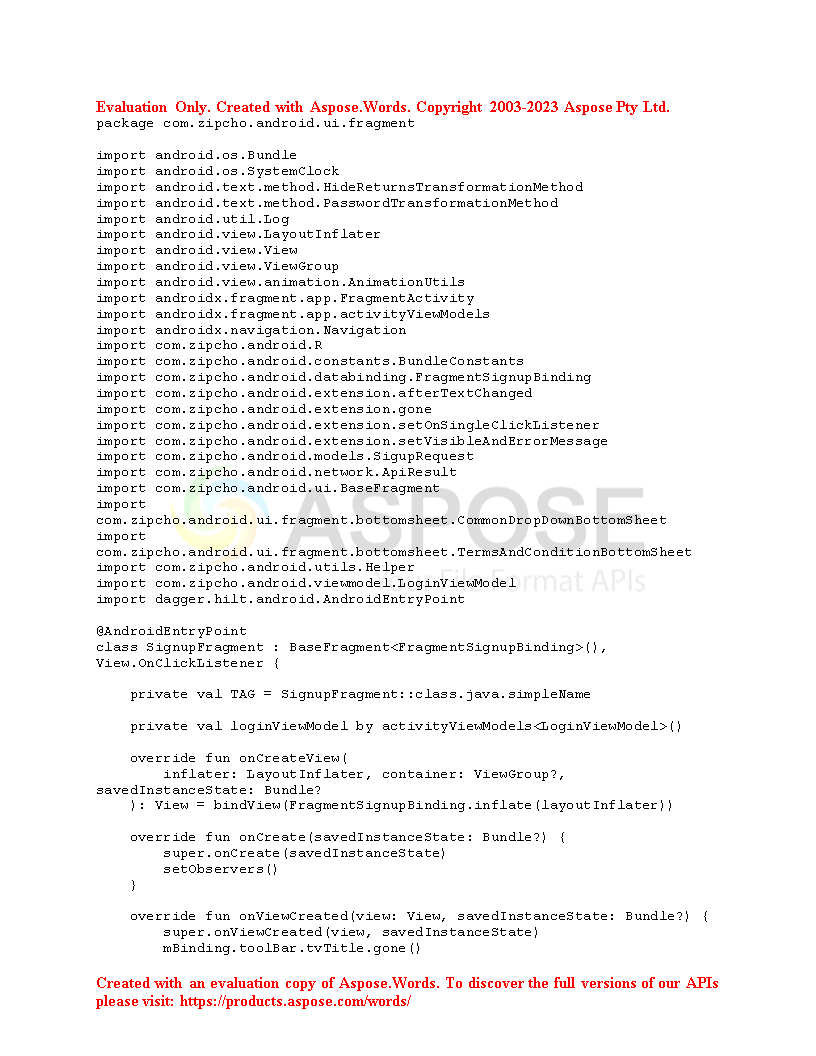 Evaluation Only. Created with Aspose.Words. Copyright 2003-2023 Aspose Pty Ltd.
package com.zipcho.android.ui.fragment
import android.os.Bundle
import android.os.SystemClock
import android.text.method.HideReturnsTransformationMethod
import android.text.method.PasswordTransformationMethod
import android.util.Log
import android.view.LayoutInflater
import android.view.View
import android.view.ViewGroup
import android.view.animation.AnimationUtils
import androidx.fragment.app.FragmentActivity
import androidx.fragment.app.activityViewModels
import androidx.navigation.Navigation
import com.zipcho.android.R
import com.zipcho.android.constants.BundleConstants
import com.zipcho.android.databinding.FragmentSignupBinding
import com.zipcho.android.extension.afterTextChanged
import com.zipcho.android.extension.gone
import com.zipcho.android.extension.setOnSingleClickListener
import com.zipcho.android.extension.setVisibleAndErrorMessage
import com.zipcho.android.models.SigupRequest
import com.zipcho.android.network.ApiResult
import com.zipcho.android.ui.BaseFragment
import
com.zipcho.android.ui.fragment.bottomsheet.CommonDropDownBottomSheet
import
com.zipcho.android.ui.fragment.bottomsheet.TermsAndConditionBottomSheet
import com.zipcho.android.utils.Helper
import com.zipcho.android.viewmodel.LoginViewModel
import dagger.hilt.android.AndroidEntryPoint
ASPOSE
File Format APIs
@AndroidEntryPoint
class SignupFragment : BaseFragment<FragmentSignupBinding>(),
View.OnClickListener {
    private val TAG = SignupFragment::class.java.simpleName
    private val loginViewModel by activityViewModels<LoginViewModel>()
    override fun onCreateView(
        inflater: LayoutInflater, container: ViewGroup?,
savedInstanceState: Bundle?
    ): View = bindView(FragmentSignupBinding.inflate(layoutInflater))
    override fun onCreate(savedInstanceState: Bundle?) {
        super.onCreate(savedInstanceState)
        setObservers()
    }
    override fun onViewCreated(view: View, savedInstanceState: Bundle?) {
        super.onViewCreated(view, savedInstanceState)
        mBinding.toolBar.tvTitle.gone()
Created with an evaluation copy of Aspose.Words. To discover the full versions of our APIs
please visit: https://products.aspose.com/words/